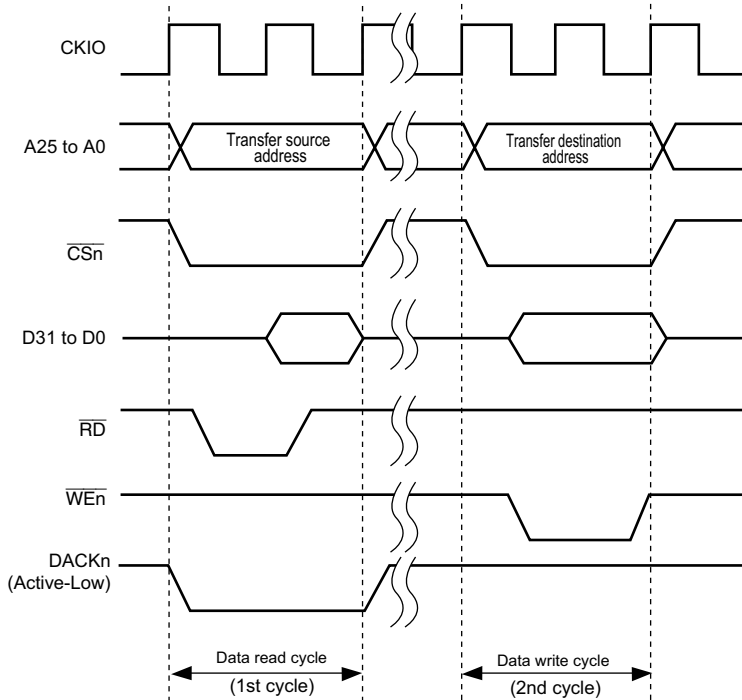 CKIO
A25 to A0
Transfer source
address
Transfer destination
address
CSn
D31 to D0
RD
WEn
DACKn
(Active-Low)
Data read cycle
(1st cycle)
Data write cycle
(2nd cycle)